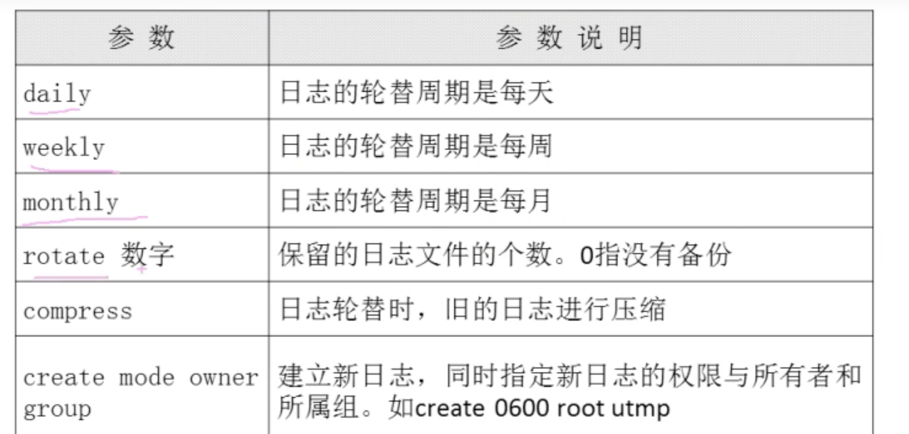 参 数 参 数 说 明
daily 日志的轮替周期是每天
weekly 日志的轮替周期是每周
monthly 日志的轮替周期是每月
rotate 数字 保留的日志文件的个数。0指没有备份
compress 日志轮替时，旧的日志进行压缩
create mode owner group 建立新日志，同时指定新日志的权限与所有者和
所属组。如create 0600 root utmp